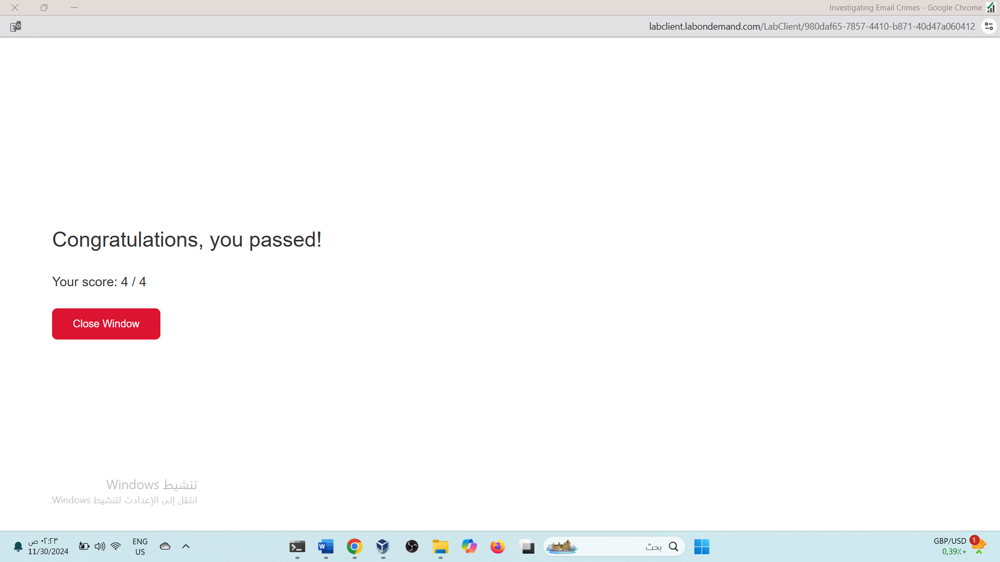 Investigating Email Crimes - Google Chrome
labclient.labondemand.com/LabClient/980daf65-7857-4410-b871-40d47a060412
Congratulations, you passed!
Your score: 4 / 4
Close Window
تنشيط Windows
انتقل إلى الإعدادت لتنشيط Windows.
٠٢:٢٣ ص
11/30/2024
ENG
US
بحث
GBP/USD
0,39٪+
1